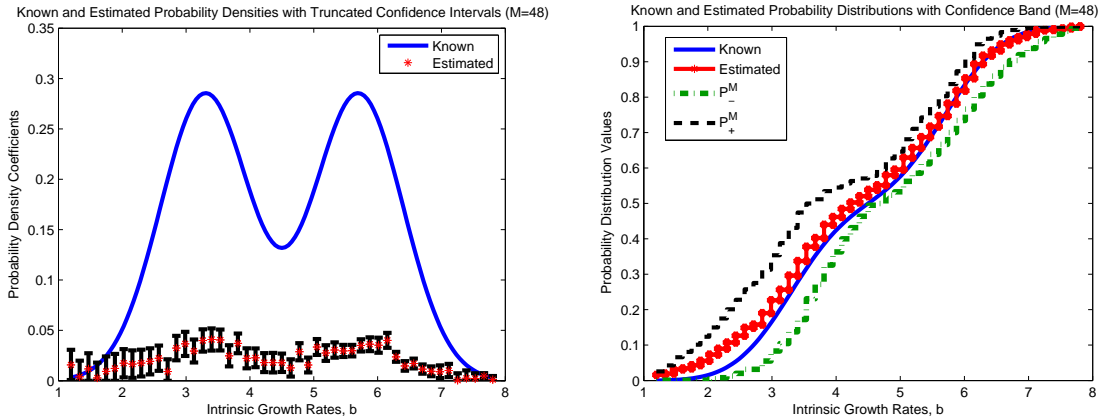 Known and Estimated Probability Densities with Truncated Confidence Intervals (M=48)
0.35
0.3
0.25
0.2
0.15
0.1
0.05
0
Probability Density Coefficients
Known
Estimated
1 2 3 4 5 6 7 8
Intrinsic Growth Rates, b
Known and Estimated Probability Distributions with Confidence Band (M=48)
1
0.9
0.8
0.7
0.6
0.5
0.4
0.3
0.2
0.1
0
Probability Distribution Values
Known
Estimated
P_-^M
P_+^M
1 2 3 4 5 6 7 8
Intrinsic Growth Rates, b